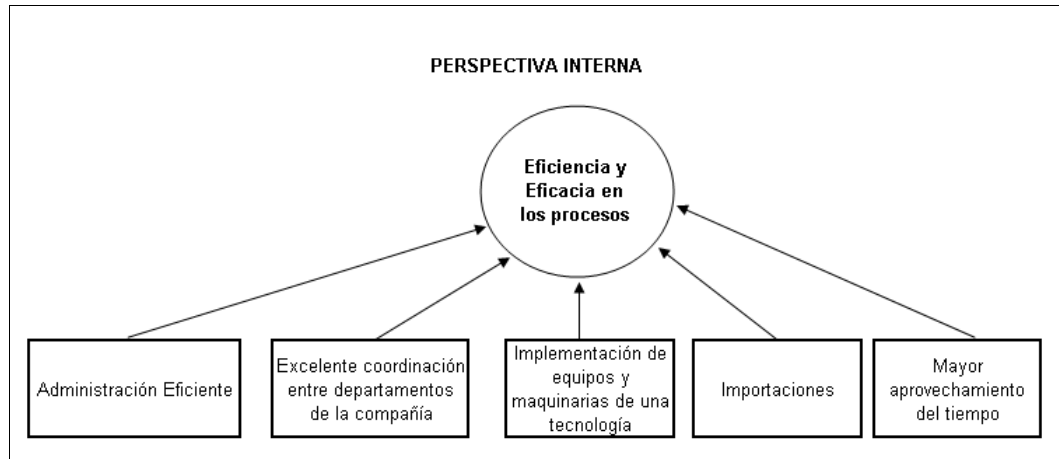 PERSPECTIVA INTERNA
Eficiencia y
Eficacia en
los procesos
Administración Eficiente
Excelente coordinación
entre departamentos
de la compañía
Implementación de
equipos y
maquinarias de una
tecnología
Importaciones
Mayor
aprovechamiento
del tiempo